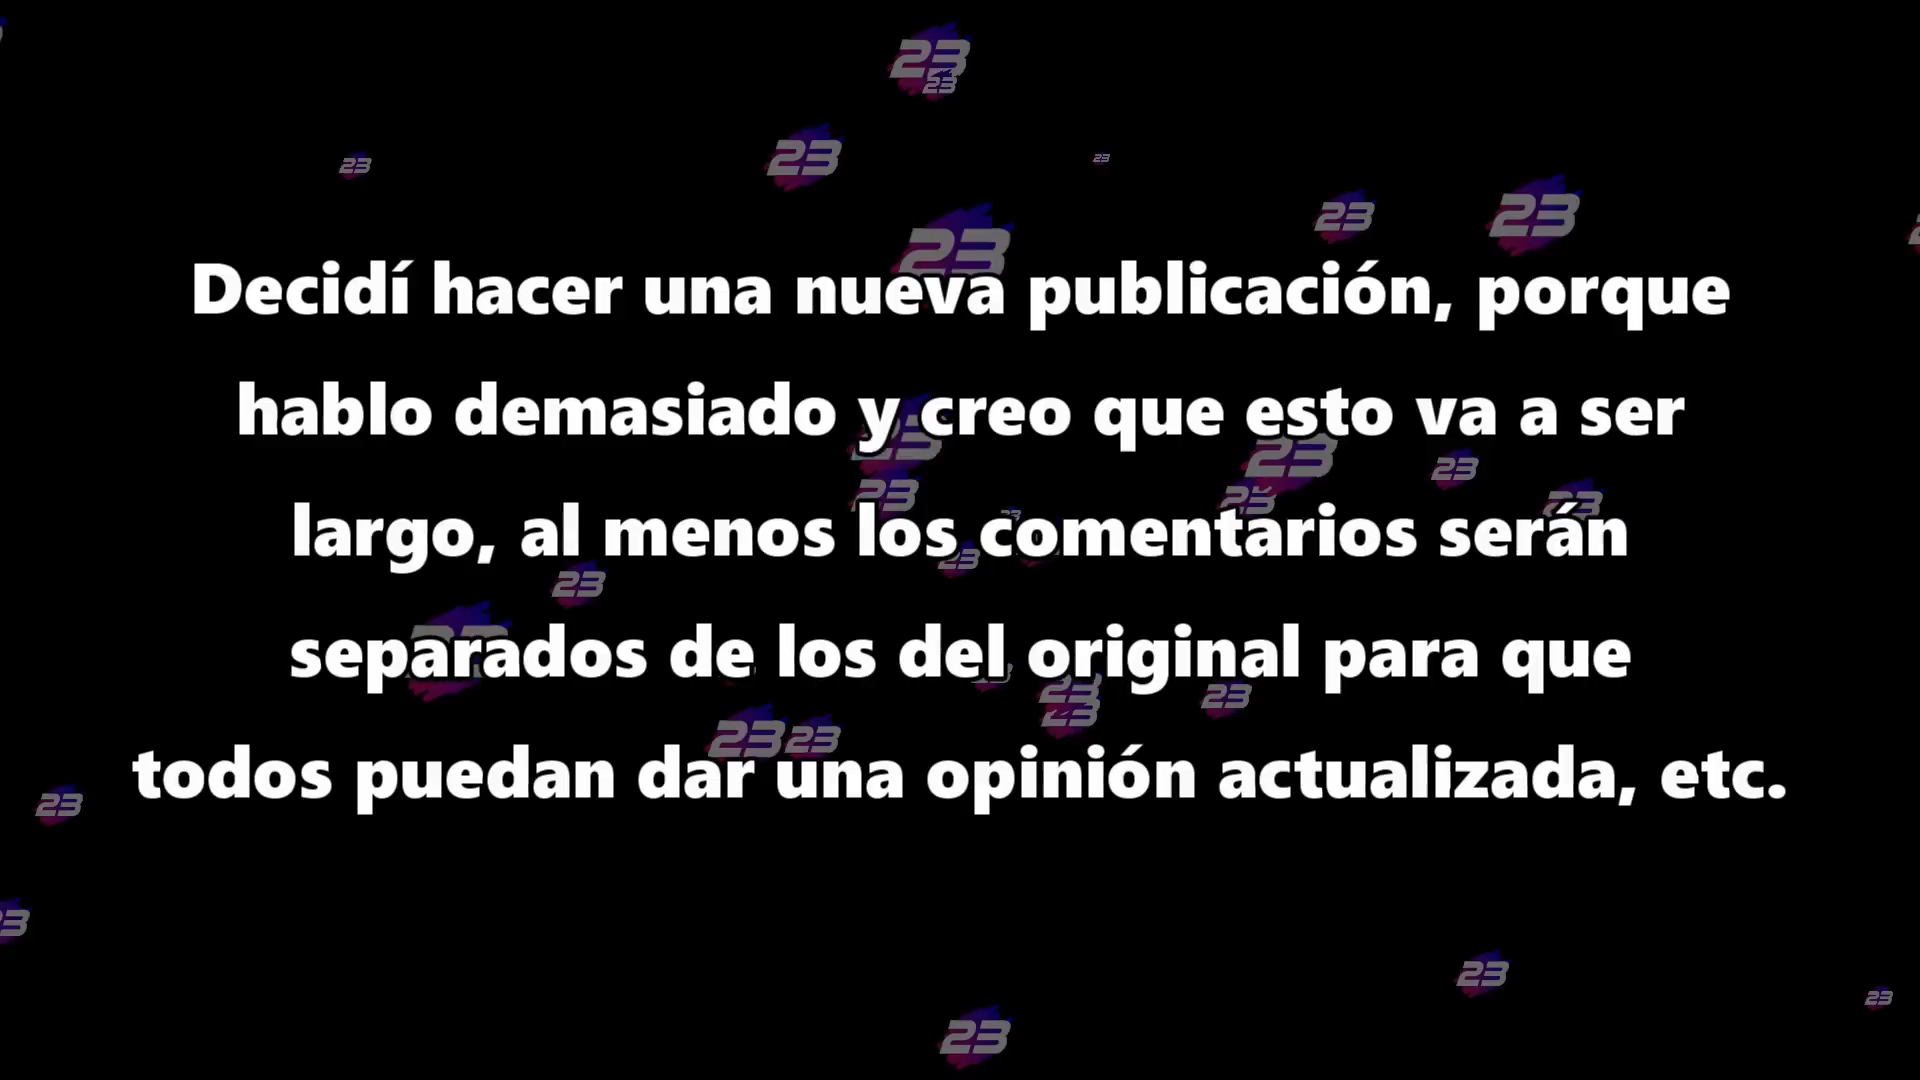 Decidí hacer una nueva publicación, porque
hablo demasiado y creo que esto va a ser
largo, al menos los comentarios serán
separados de los del original para que
todos puedan dar una opinión actualizada, etc.